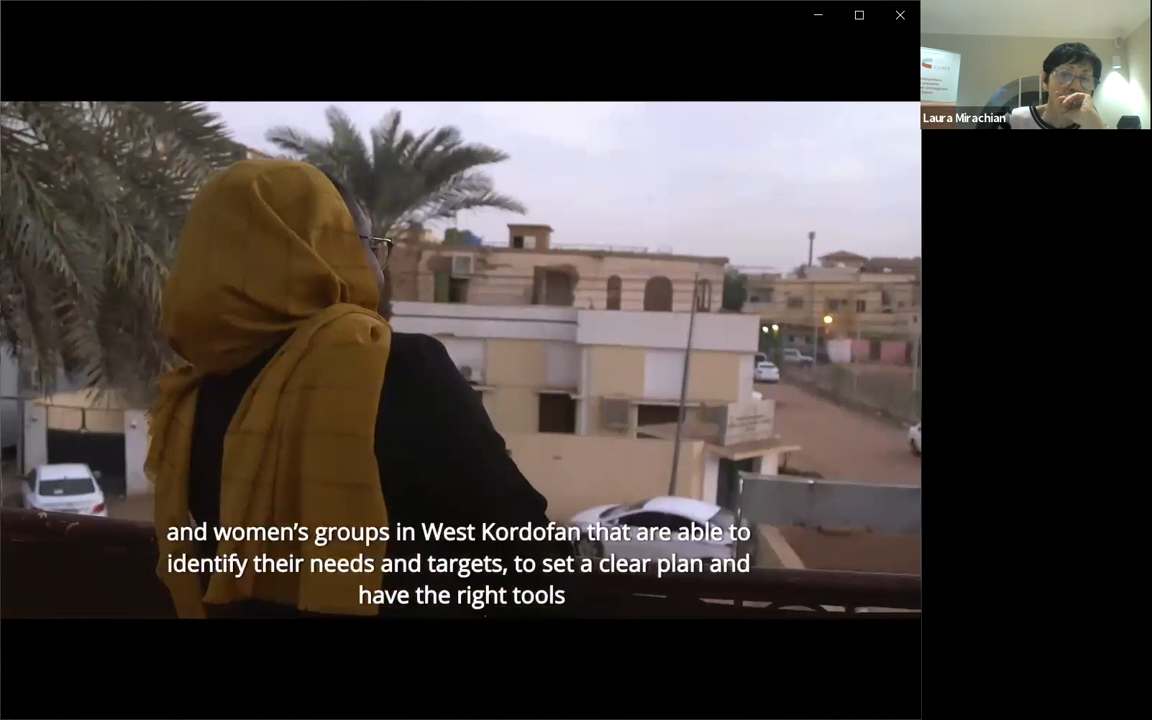 Laura Mirachian
and women's groups in West Kordofan that are able to
identify their needs and targets, to set a clear plan and
have the right tools